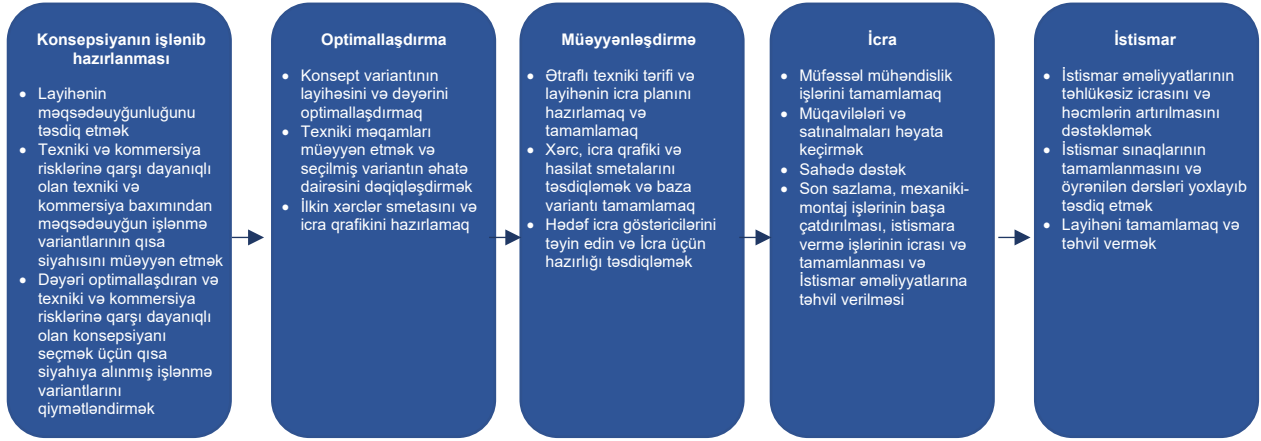 Konsepsiyanın işlənib
hazırlanması
• Layihənin
məqsədəuyğunluğunu
təsdiq etmək
• Texniki və kommersiya
risklərinə qarşı dayanıqlı
olan texniki və
kommersiya baxımından
məqsədəuyğun işlənmə
variantlarının qısa
siyahısını müəyyən etmək
• Dəyəri optimallaşdıran və
texniki və kommersiya
risklərinə qarşı dayanıqlı
olan konsepsiyanı
seçmək üçün qısa
siyahıya alınmış işlənmə
variantlarını
qiymətləndirmək
Optimallaşdırma
• Konsept variantının
layihəsini və dəyərini
optimallaşdırmaq
• Texniki məqamları
müəyyən etmək və
seçilmiş variantın əhatə
dairəsini dəqiqləşdirmək
• İlkin xərclər smetasını və
icra qrafikini hazırlamaq
Müəyyənləşdirmə
• Ətraflı texniki tərifi və
layihənin icra planını
hazırlamaq və
tamamlamaq
• Xərc, icra qrafiki və
hasilat smetalarını
təsdiqləmək və baza
variantı tamamlamaq
• Hədəf icra göstəricilərini
təyin edin və İcra üçün
hazırlığı təsdiqləmək
İcra
• Müfəssəl mühəndislik
işlərini tamamlamaq
• Müqavilələri və
satınalmaları həyata
keçirmək
• Sahədə dəstək
• Son sazlama, mexaniki-
montaj işlərinin başa
çatdırılması, istismara
vermə işlərinin icrası və
tamamlanması və
İstismar əməliyyatlarına
təhvil verilməsi
İstismar
• İstismar əməliyyatlarının
təhlükəsiz icrasını və
həcmlərin artırılmasını
dəstəkləmək
• İstismar sınaqlarının
tamamlanmasını və
öyrənilən dərsləri yoxlayıb
təsdiq etmək
• Layihəni tamamlamaq və
təhvil vermək